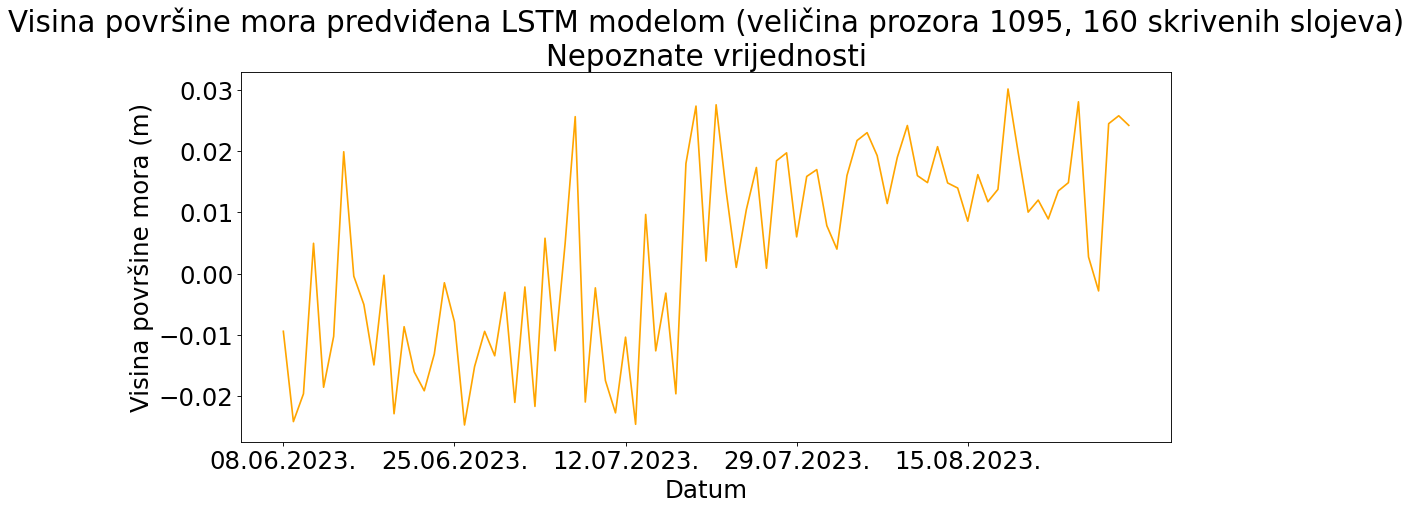 Visina površine mora predviđena LSTM modelom (veličina prozora 1095, 160 skrivenih slojeva)
Nepoznate vrijednosti
Visina površine mora (m)
0.03
0.02
0.01
0.00
−0.01
−0.02
08.06.2023. 25.06.2023. 12.07.2023. 29.07.2023. 15.08.2023.
Datum